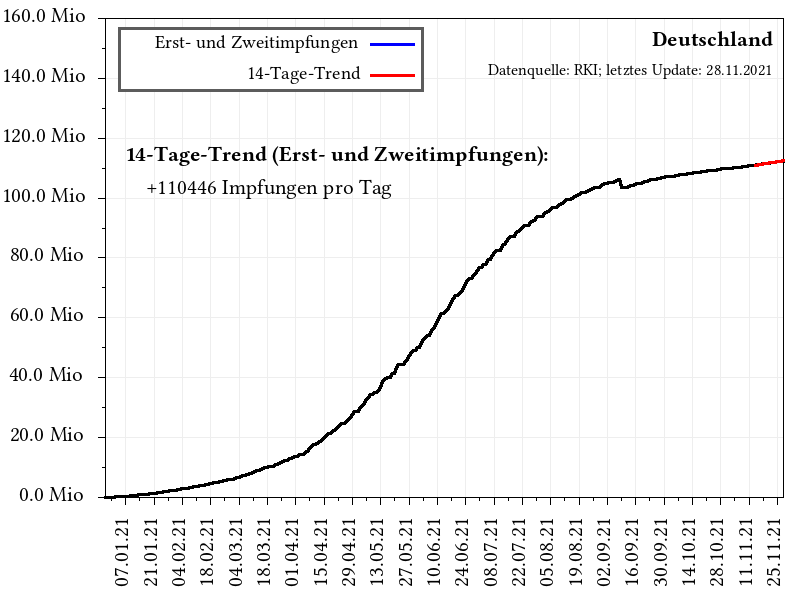 160.0 Mio
140.0 Mio
120.0 Mio
100.0 Mio
80.0 Mio
60.0 Mio
40.0 Mio
20.0 Mio
0.0 Mio
Erst- und Zweitimpfungen
14-Tage-Trend
Deutschland
Datenquelle: RKI; letztes Update: 28.11.2021
14-Tage-Trend (Erst- und Zweitimpfungen):
+110446 Impfungen pro Tag
07.01.21
21.01.21
04.02.21
18.02.21
04.03.21
18.03.21
01.04.21
15.04.21
29.04.21
13.05.21
27.05.21
10.06.21
24.06.21
08.07.21
22.07.21
05.08.21
19.08.21
02.09.21
16.09.21
30.09.21
14.10.21
28.10.21
11.11.21
25.11.21